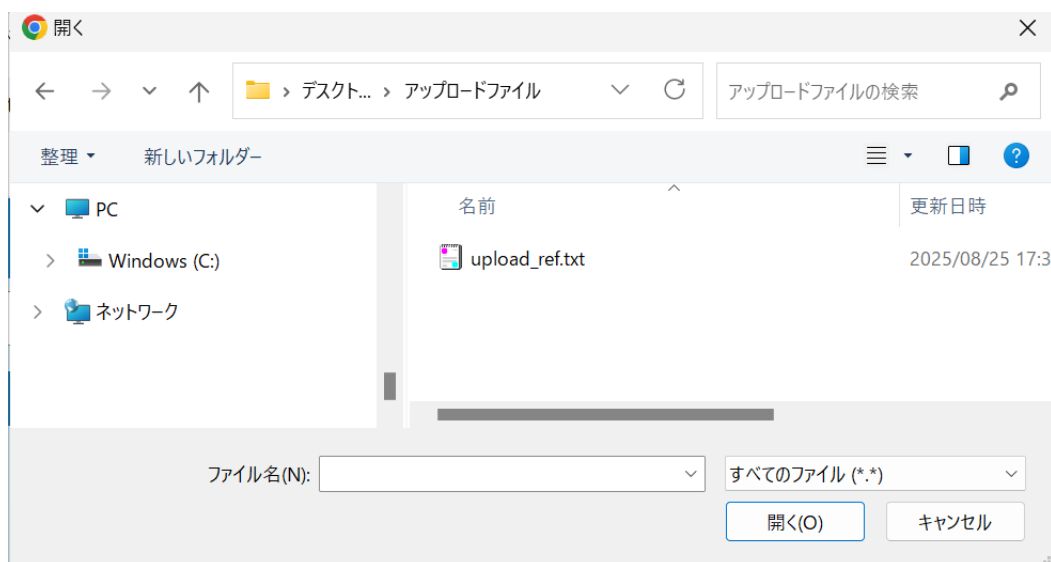 開く
デスクト... › アップロードファイル
アップロードファイルの検索
整理
新しいフォルダー
?
PC
Windows (C:)
ネットワーク
名前
更新日時
upload_ref.txt
2025/08/25 17:3
ファイル名(N):
すべてのファイル (*.*)
開く(O)
キャンセル